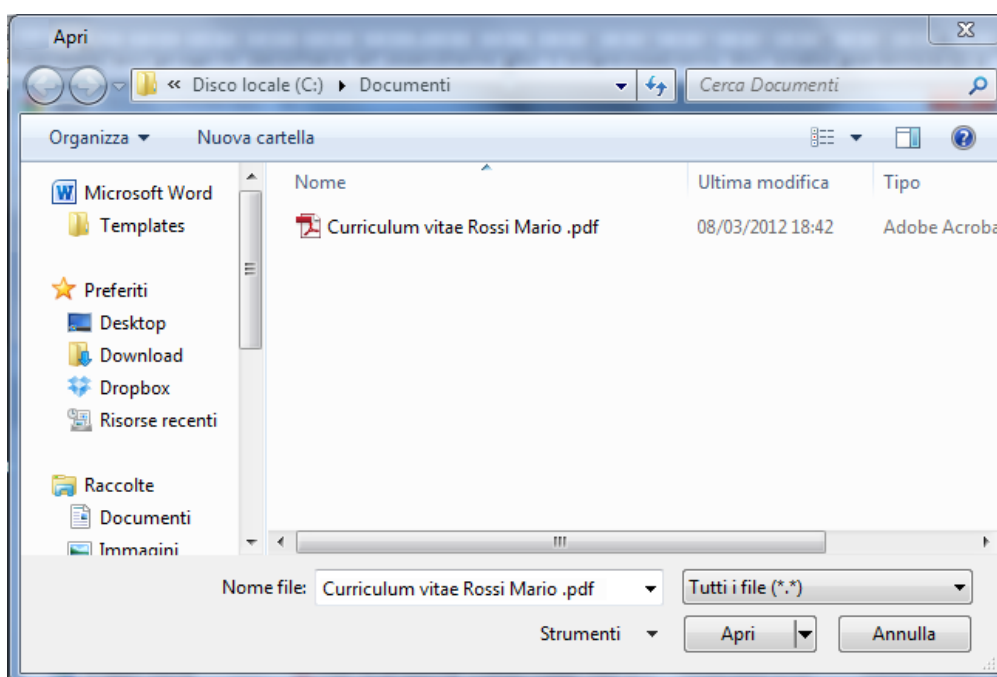 Apri
« Disco locale (C:) Documenti
Cerca Documenti
Organizza Nuova cartella
Microsoft Word
Templates
Preferiti
Desktop
Download
Dropbox
Risorse recenti
Raccolte
Documenti
Immagini
Nome Ultima modifica Tipo
Curriculum vitae Rossi Mario .pdf 08/03/2012 18:42 Adobe Acroba
Nome file: Curriculum vitae Rossi Mario .pdf Tutti i file (*.*)
Strumenti Apri Annulla